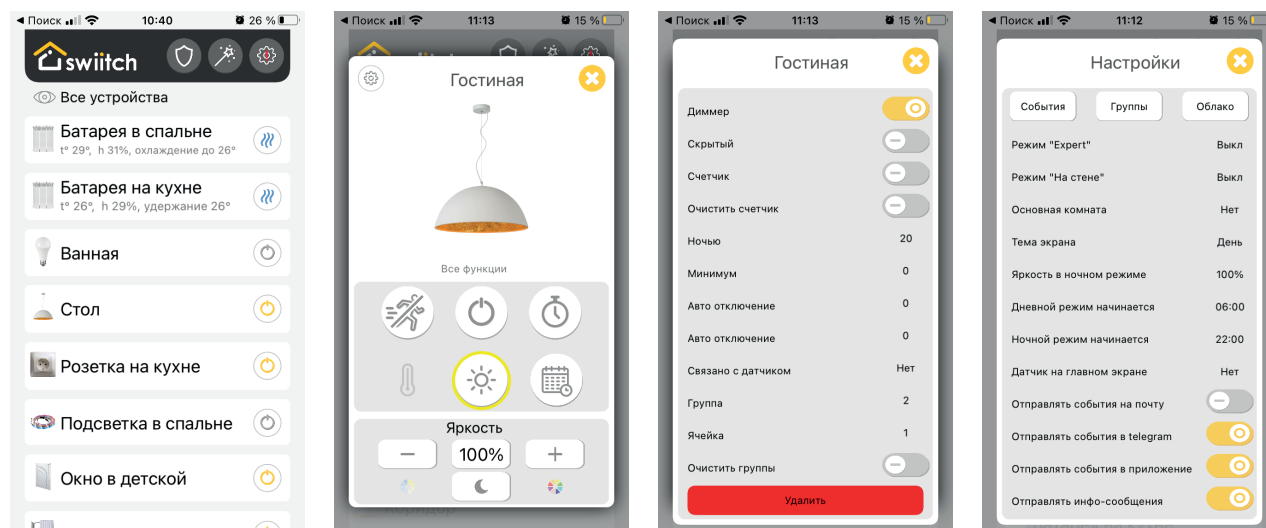 Поиск 10:40 26 %
swiitch
Все устройства
Батарея в спальне
t° 29°, h 31%, охлаждение до 26°
Батарея на кухне
t° 26°, h 29%, удержание 26°
Ванная
Стол
Розетка на кухне
Подсветка в спальне
Окно в детской
Поиск 11:13 15 %
Гостиная
Все функции
Яркость
100%
Коридор
Поиск 11:13 15 %
Гостиная
Диммер
Скрытый
Счетчик
Очистить счетчик
Ночью 20
Минимум 0
Авто отключение 0
Авто отключение 0
Связано с датчиком Нет
Группа 2
Ячейка 1
Очистить группы
Удалить
Поиск 11:12 15 %
Настройки
События Группы Облако
Режим "Expert" Выкл
Режим "На стене" Выкл
Основная комната Нет
Тема экрана День
Яркость в ночном режиме 100%
Дневной режим начинается 06:00
Ночной режим начинается 22:00
Датчик на главном экране Нет
Отправлять события на почту
Отправлять события в telegram
Отправлять события в приложение
Отправлять инфо-сообщения